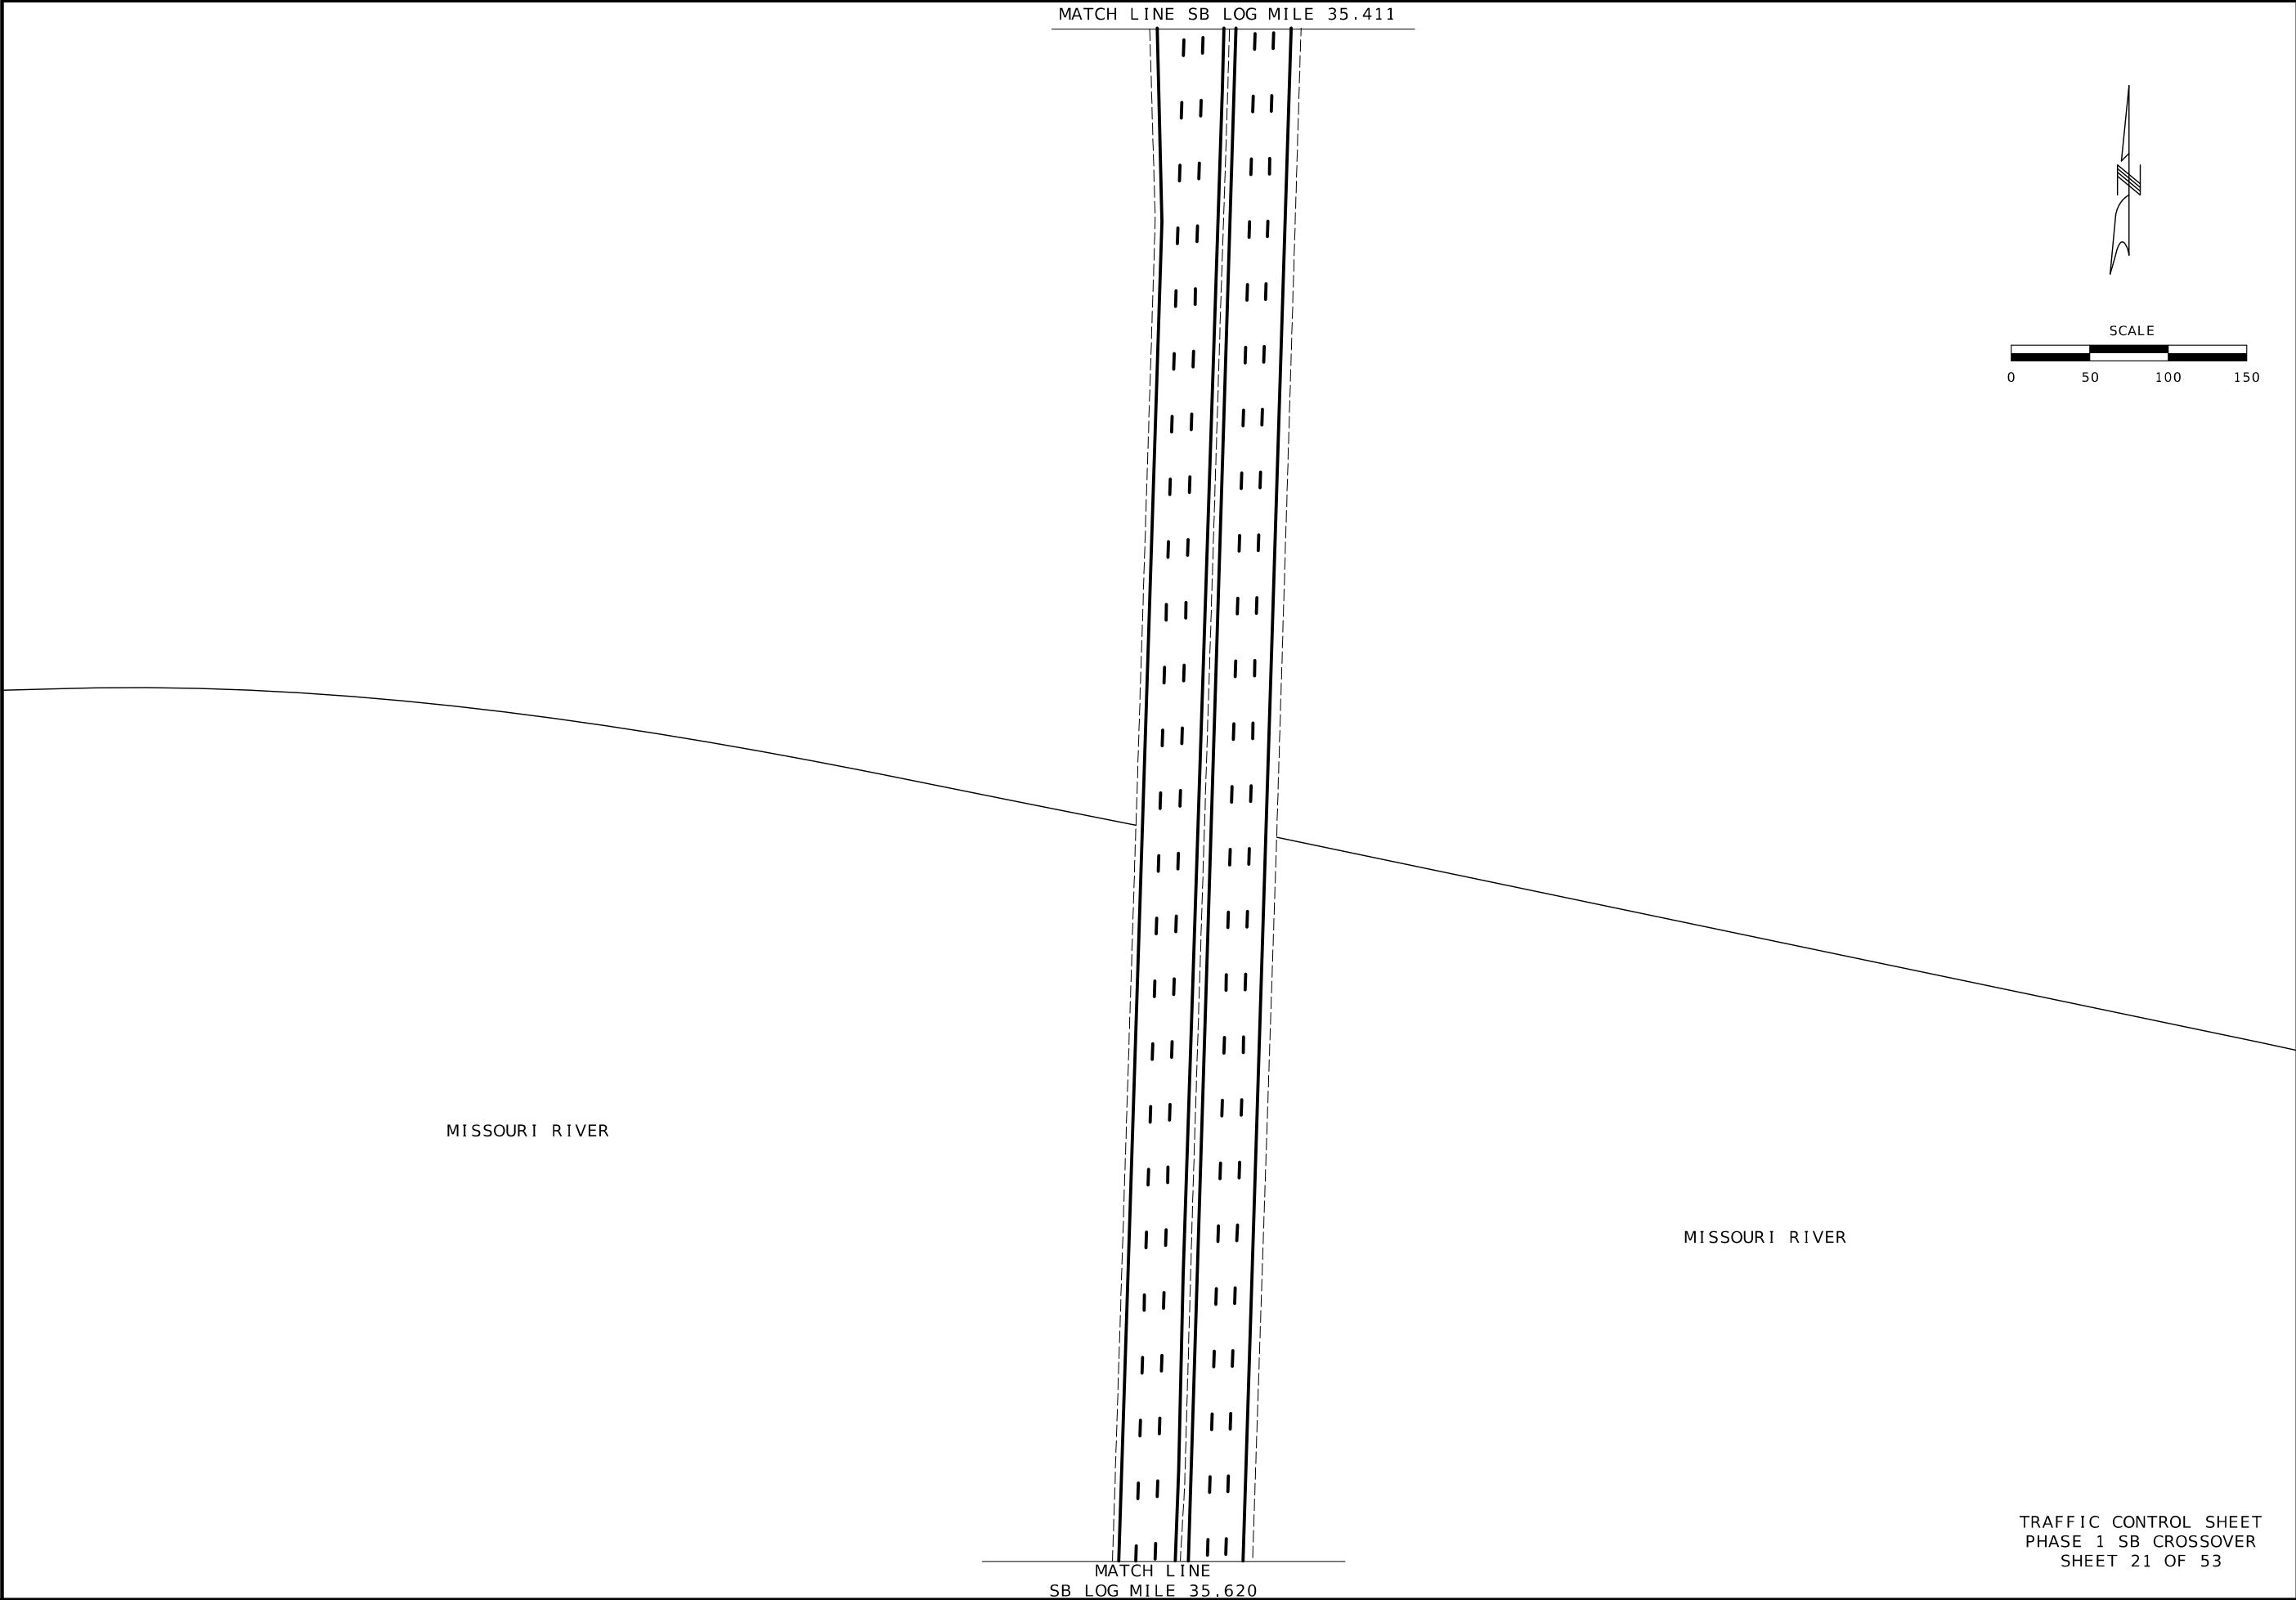 MATCH LINE SB LOG MILE 35.411
N
SCALE
0 50 100 150
MISSOURI RIVER
MISSOURI RIVER
TRAFFIC CONTROL SHEET
PHASE 1 SB CROSSOVER
SHEET 21 OF 53
MATCH LINE
SB LOG MILE 35.620